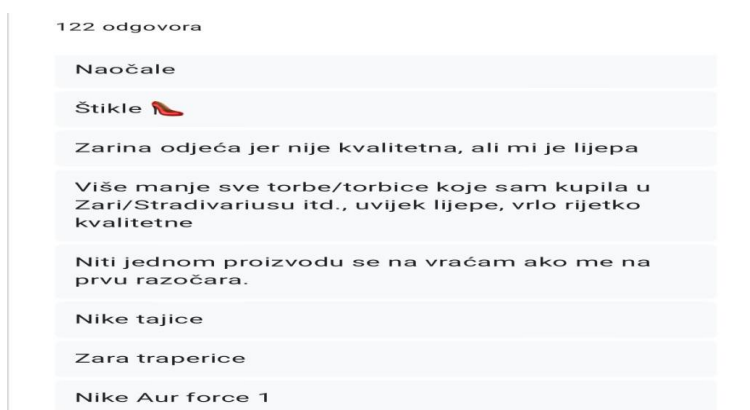 122 odgovora
Naočale
Štikle 👠
Zarina odjeća jer nije kvalitetna, ali mi je lijepa
Više manje sve torbe/torbice koje sam kupila u
Zari/Stradivariusu itd., uvijek lijepe, vrlo rijetko
kvalitetne
Niti jednom proizvodu se na vraćam ako me na
prvu razočara.
Nike tajice
Zara traperice
Nike Aur force 1